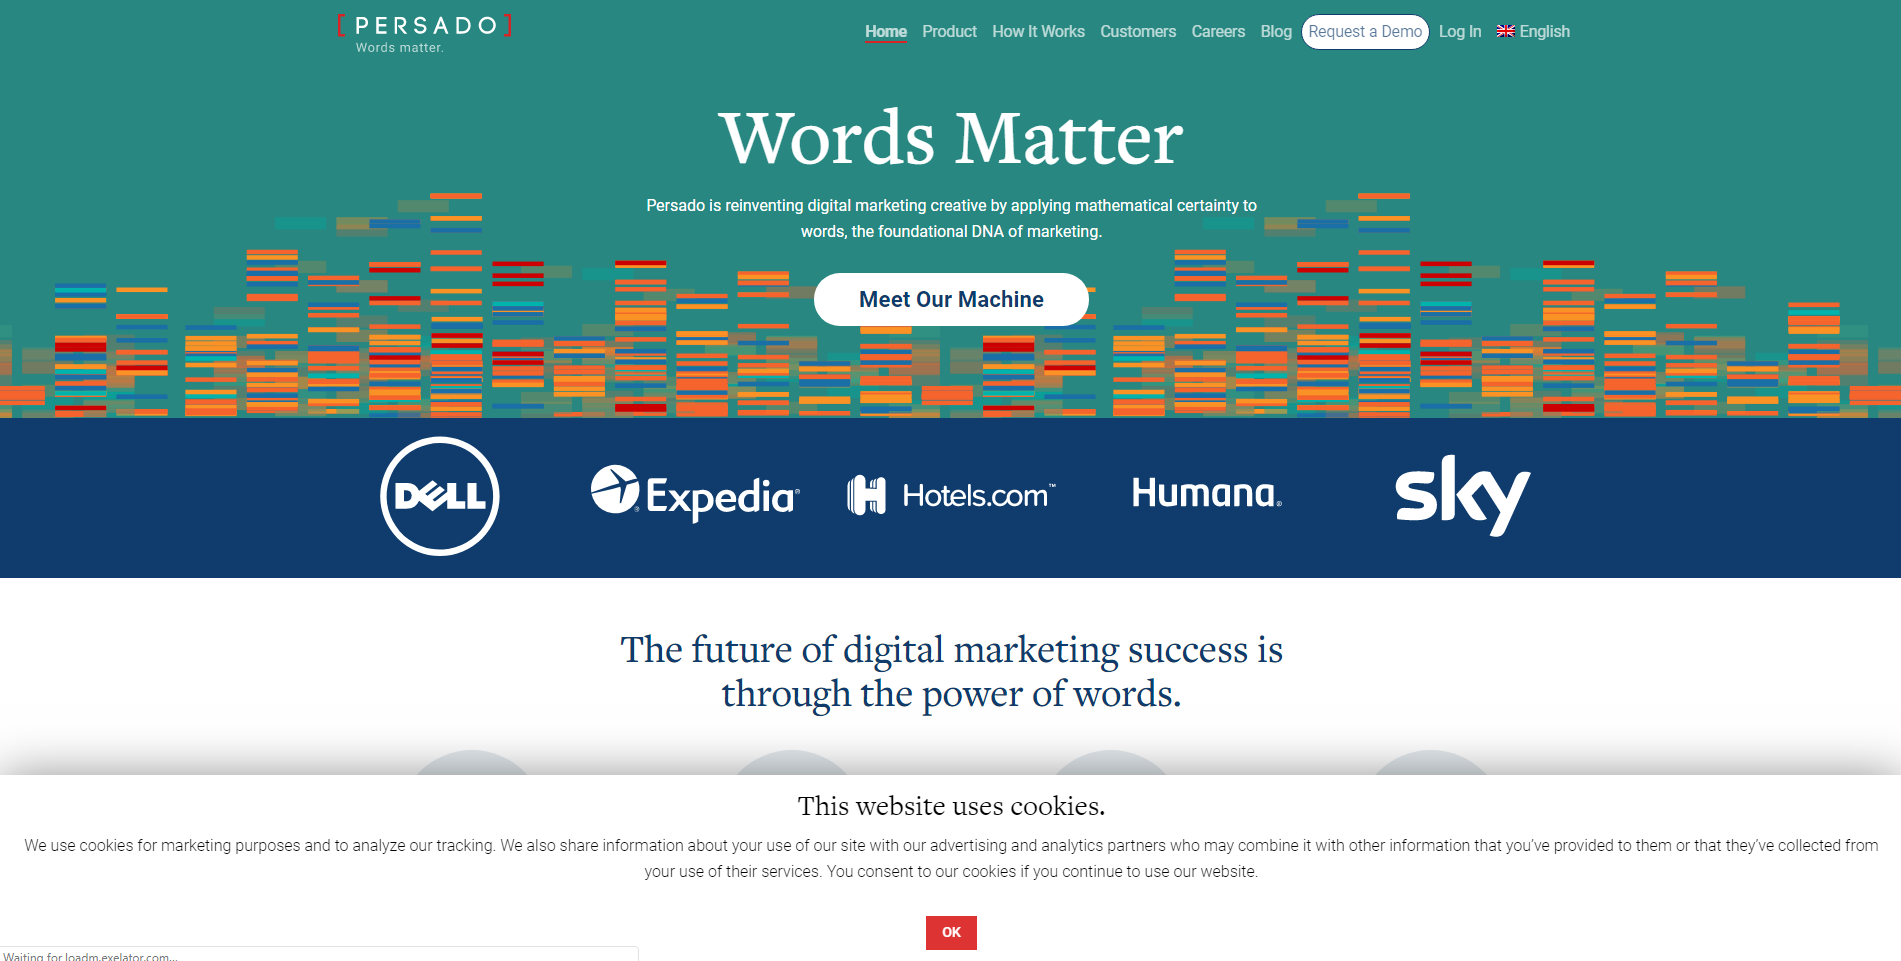 [ PERSADO ]
Words matter.
Home Product How It Works Customers Careers Blog Request a Demo Log In English
Words Matter
Persado is reinventing digital marketing creative by applying mathematical certainty to
words, the foundational DNA of marketing.
Meet Our Machine
DELL Expedia® Hotels.com™ Humana® sky
The future of digital marketing success is
through the power of words.
This website uses cookies.
We use cookies for marketing purposes and to analyze our tracking. We also share information about your use of our site with our advertising and analytics partners who may combine it with other information that you’ve provided to them or that they’ve collected from
your use of their services. You consent to our cookies if you continue to use our website.
OK
Waiting for loadm.exelator.com...